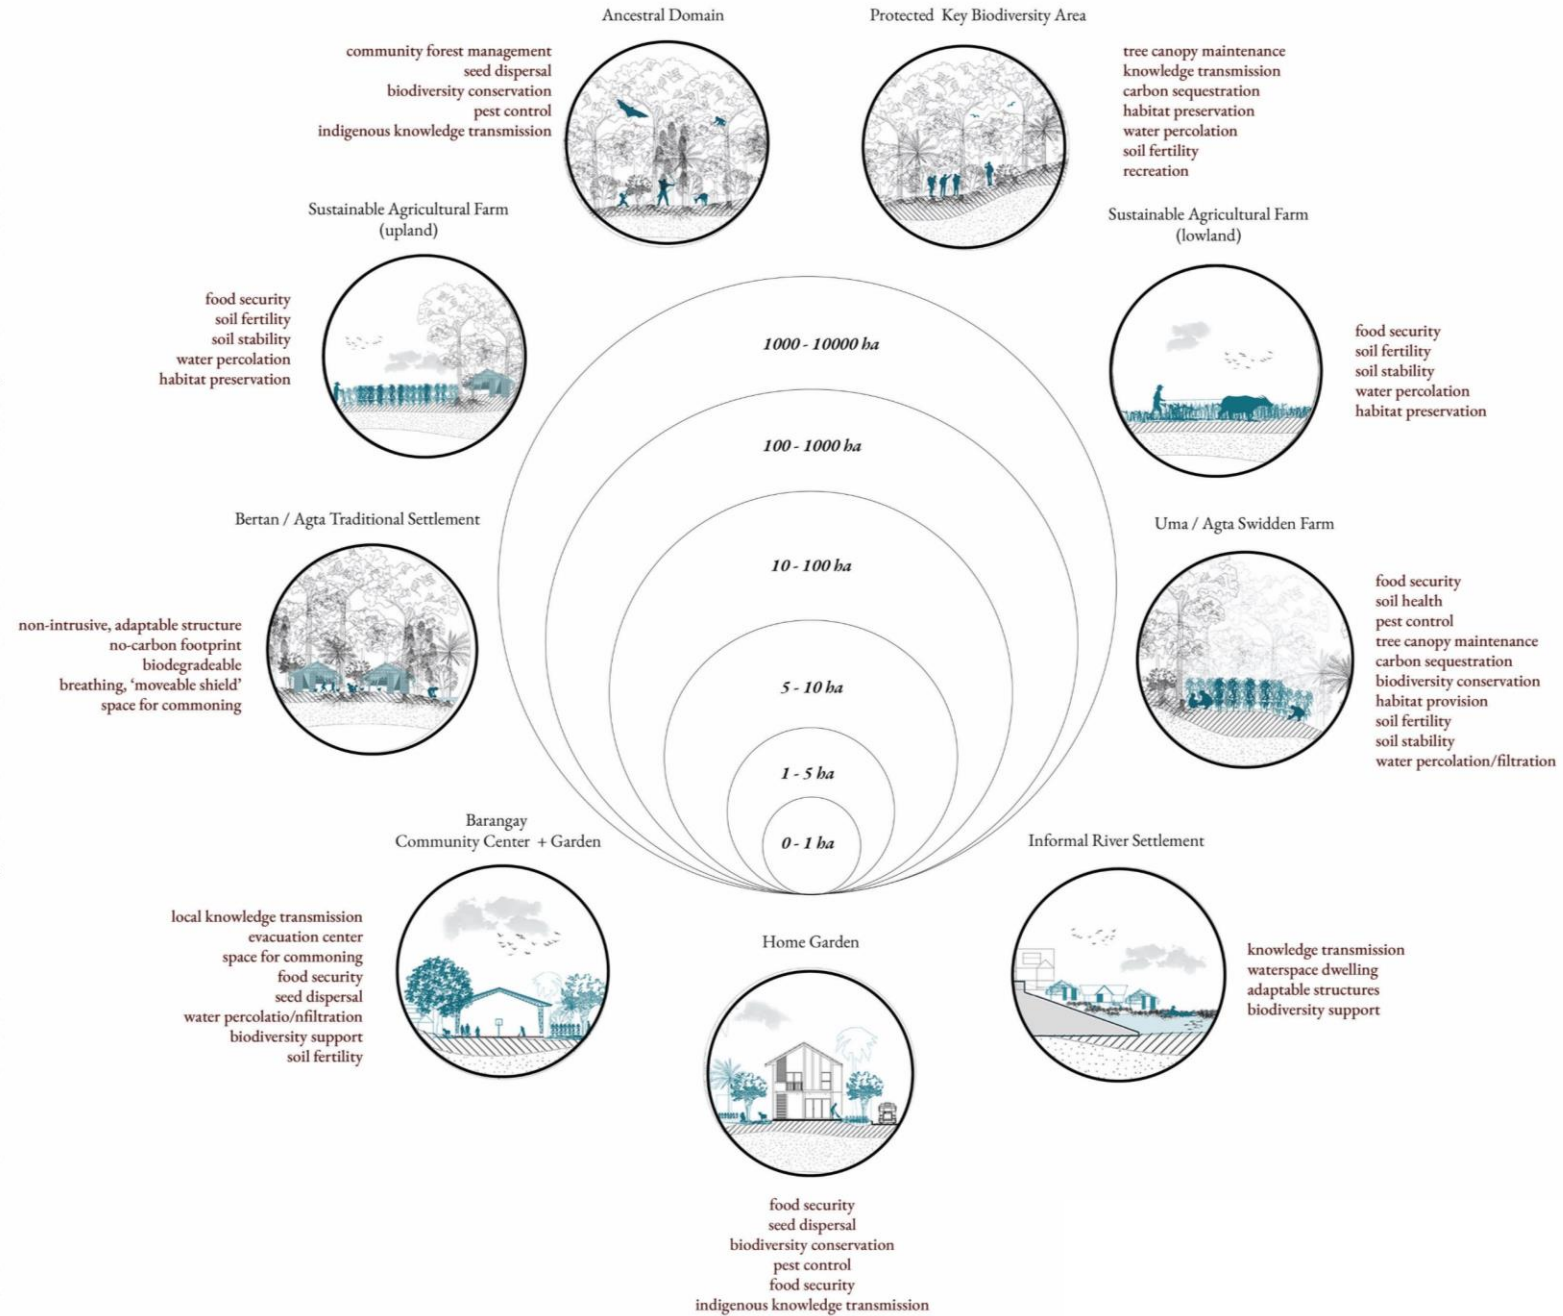 Ancestral Domain
community forest management
seed dispersal
biodiversity conservation
pest control
indigenous knowledge transmission
Protected Key Biodiversity Area
tree canopy maintenance
knowledge transmission
carbon sequestration
habitat preservation
water percolation
soil fertility
recreation
Sustainable Agricultural Farm
(upland)
food security
soil fertility
soil stability
water percolation
habitat preservation
Sustainable Agricultural Farm
(lowland)
food security
soil fertility
soil stability
water percolation
habitat preservation
1000 - 10000 ha
100 - 1000 ha
10 - 100 ha
5 - 10 ha
1 - 5 ha
0 - 1 ha
Bertan / Agta Traditional Settlement
non-intrusive, adaptable structure
no-carbon footprint
biodegradeable
breathing, ‘moveable shield’
space for commoning
Uma / Agta Swidden Farm
food security
soil health
pest control
tree canopy maintenance
carbon sequestration
biodiversity conservation
habitat provision
soil fertility
soil stability
water percolation/filtration
Barangay
Community Center + Garden
local knowledge transmission
evacuation center
space for commoning
food security
seed dispersal
water percolatio/nfiltration
biodiversity support
soil fertility
Informal River Settlement
knowledge transmission
waterspace dwelling
adaptable structures
biodiversity support
Home Garden
food security
seed dispersal
biodiversity conservation
pest control
food security
indigenous knowledge transmission